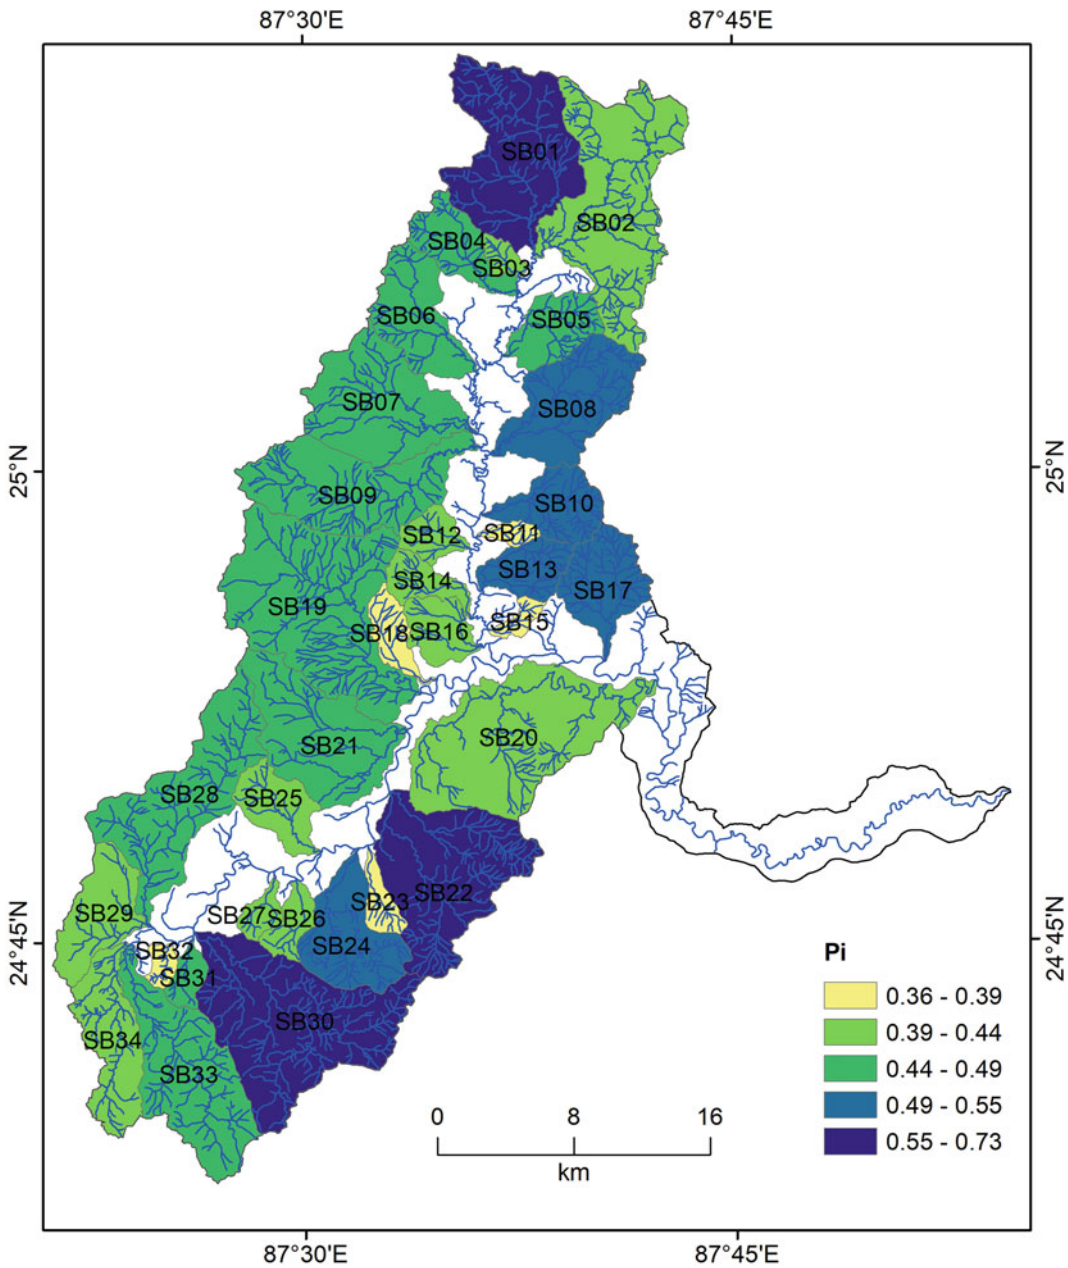 87°30'E 87°45'E
SB01
SB02
SB04
SB03
SB06 SB05
SB07 SB08
25°N 25°N
SB09 SB10
SB12 SB11
SB14 SB13 SB17
SB19 SB18 SB16 SB15
SB21 SB20
SB28 SB25
SB29 SB27 SB26 SB23 SB22
24°45'N 24°45'N
SB32 SB24
SB31
SB34 SB30
SB33
Pi
0.36 - 0.39
0.39 - 0.44
0.44 - 0.49
0.49 - 0.55
0.55 - 0.73
0 8 16
km
87°30'E 87°45'E